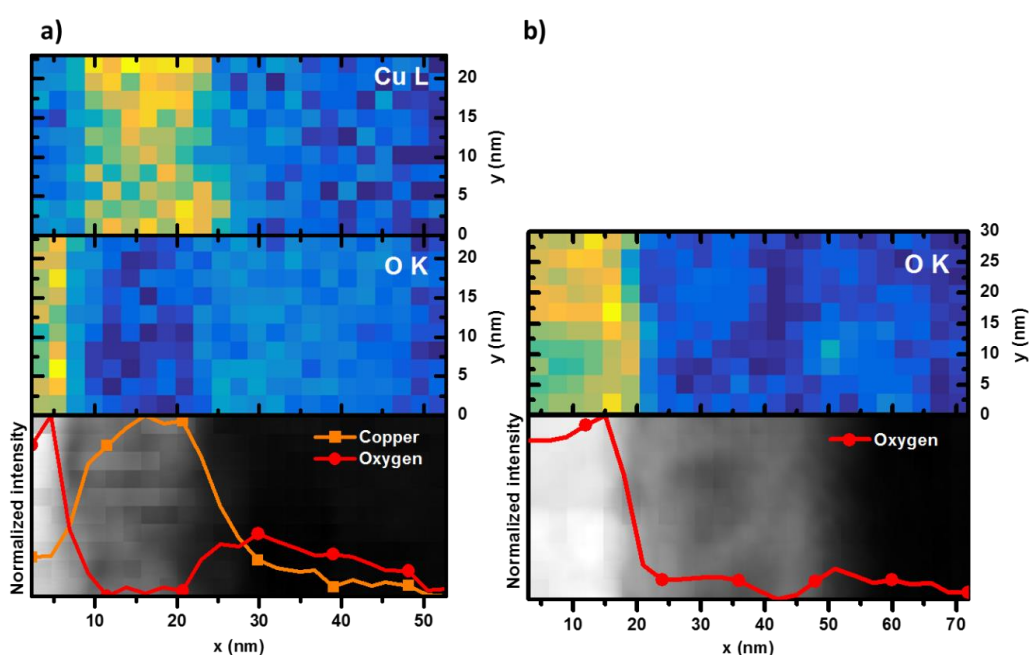 a)
b)
Cu L
20
15
10
5
0
y (nm)
O K
20
15
10
5
0
y (nm)
Copper
Oxygen
Normalized intensity
10 20 30 40 50
x (nm)
O K
30
25
20
15
10
5
0
y (nm)
Oxygen
Normalized intensity
10 20 30 40 50 60 70
x (nm)